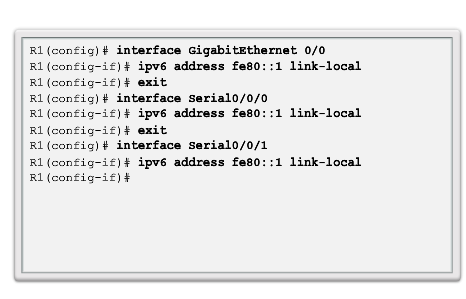 R1(config)# interface GigabitEthernet 0/0
R1(config-if)# ipv6 address fe80::1 link-local
R1(config-if)# exit
R1(config)# interface Serial0/0/0
R1(config-if)# ipv6 address fe80::1 link-local
R1(config-if)# exit
R1(config)# interface Serial0/0/1
R1(config-if)# ipv6 address fe80::1 link-local
R1(config-if)#